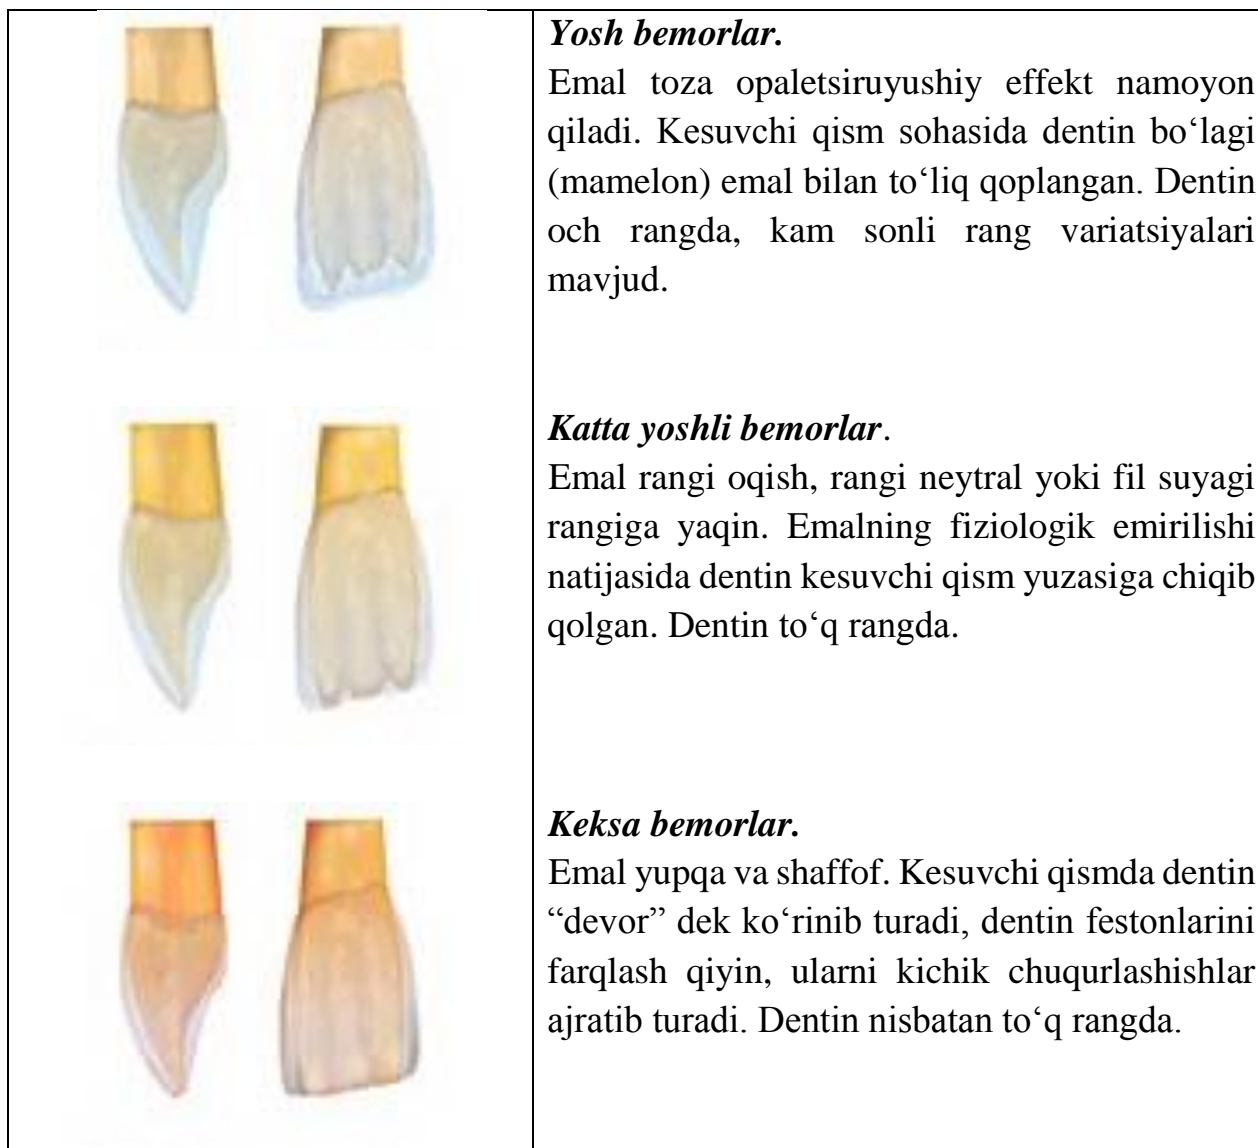 Yosh bemorlar.
Emal toza opaletsiruyushiy effekt namoyon
qiladi. Kesuvchi qism sohasida dentin bo‘lagi
(mamelon) emal bilan to‘liq qoplangan. Dentin
och rangda, kam sonli rang variatsiyalari
mavjud.
Katta yoshli bemorlar.
Emal rangi oqish, rangi neytral yoki fil suyagi
rangiga yaqin. Emalning fiziologik emirilishi
natijasida dentin kesuvchi qism yuzasiga chiqib
qolgan. Dentin to‘q rangda.
Keksa bemorlar.
Emal yupqa va shaffof. Kesuvchi qismda dentin
“devor” dek ko‘rinib turadi, dentin festonlarini
farqlash qiyin, ularni kichik chuqurlashishlar
ajratib turadi. Dentin nisbatan to‘q rangda.